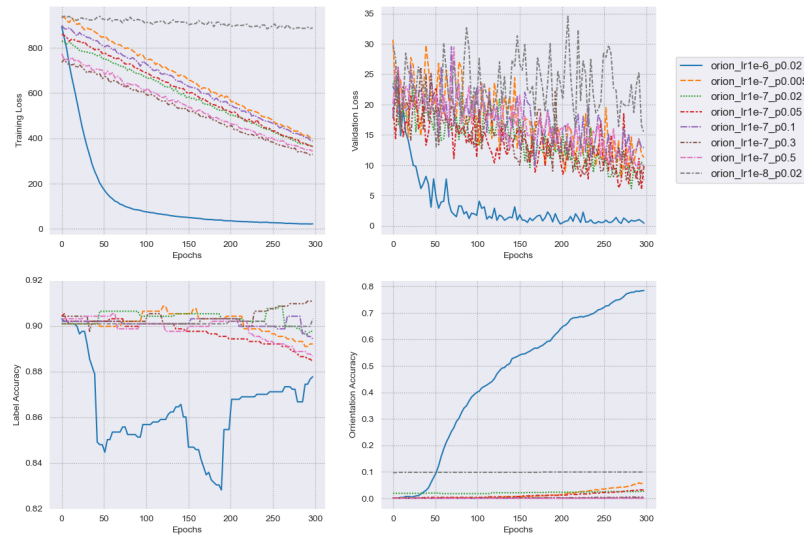 800
600
400
200
0
Training Loss
0 50 100 150 200 250 300
Epochs
35
30
25
20
15
10
5
0
Validation Loss
0 50 100 150 200 250 300
Epochs
orion_lr1e-6_p0.02
orion_lr1e-7_p0.005
orion_lr1e-7_p0.02
orion_lr1e-7_p0.05
orion_lr1e-7_p0.1
orion_lr1e-7_p0.3
orion_lr1e-7_p0.5
orion_lr1e-8_p0.02
0.92
0.90
0.88
0.86
0.84
0.82
Label Accuracy
0 50 100 150 200 250 300
Epochs
0.8
0.7
0.6
0.5
0.4
0.3
0.2
0.1
0.0
Orrientation Accuracy
0 50 100 150 200 250 300
Epochs